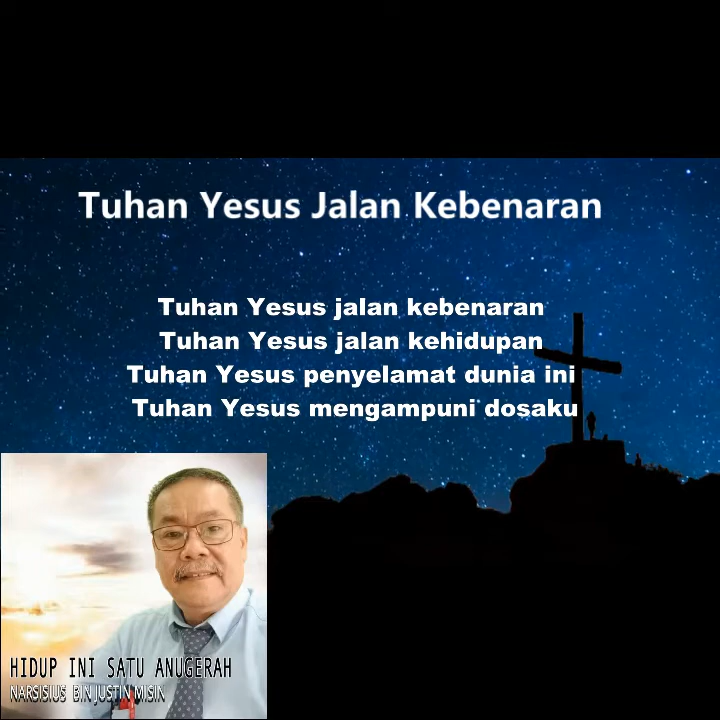 Tuhan Yesus Jalan Kebenaran
Tuhan Yesus jalan kebenaran
Tuhan Yesus jalan kehidupan
Tuhan Yesus penyelamat dunia ini
Tuhan Yesus mengampuni dosaku
HIDUP INI SATU ANUGERAH
NARSISIUS BIN JUSTIN MISIN